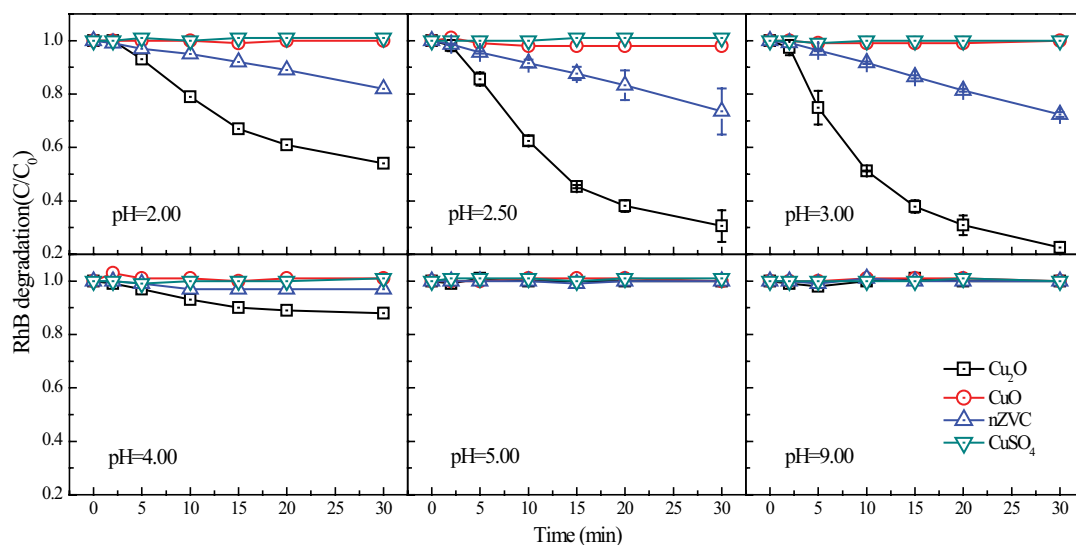 1.0
0.8
0.6
0.4
0.2
pH=2.00
pH=2.50
pH=3.00
1.0
0.9
0.8
0.6
0.4
0.2
pH=4.00
pH=5.00
pH=9.00
Cu₂O
CuO
nZVC
CuSO₄
0 5 10 15 20 25 30
0 5 10 15 20 25 30
0 5 10 15 20 25 30
Time (min)
RhB degradation(C/C₀)